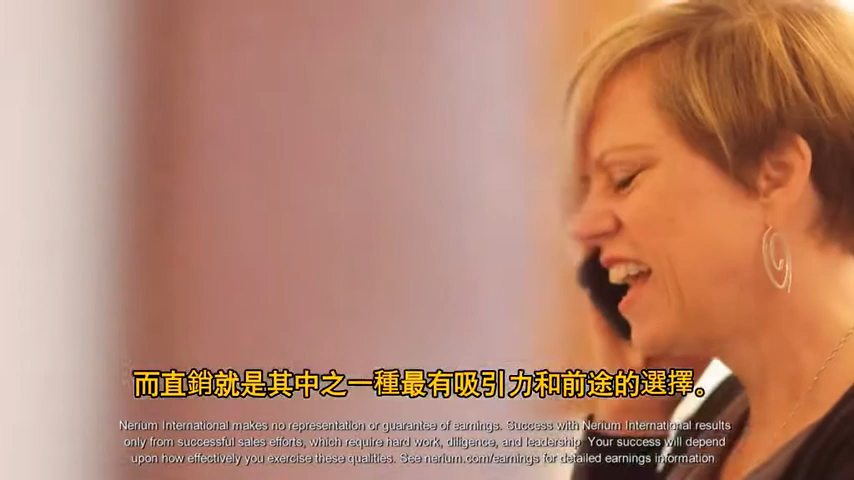 而直銷就是其中之一種最有吸引力和前途的選擇。
Nerium International makes no representation or guarantee of earnings. Success with Nerium International results
only from successful sales efforts, which require hard work, diligence, and leadership. Your success will depend
upon how effectively you exercise these qualities. See nerium.com/earnings for detailed earnings information.